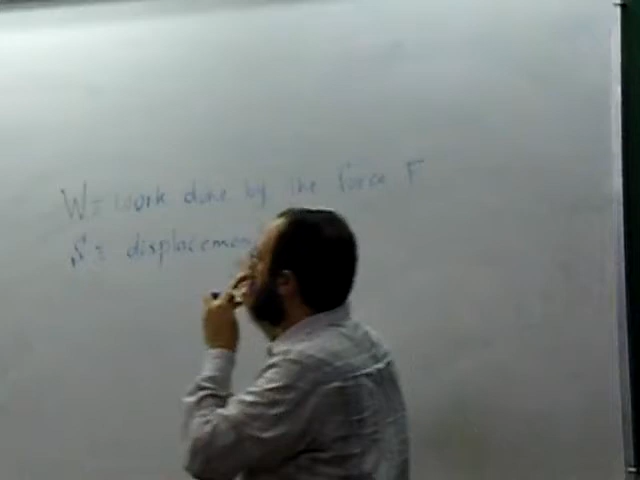 W = work done by the force F
S = displacemen